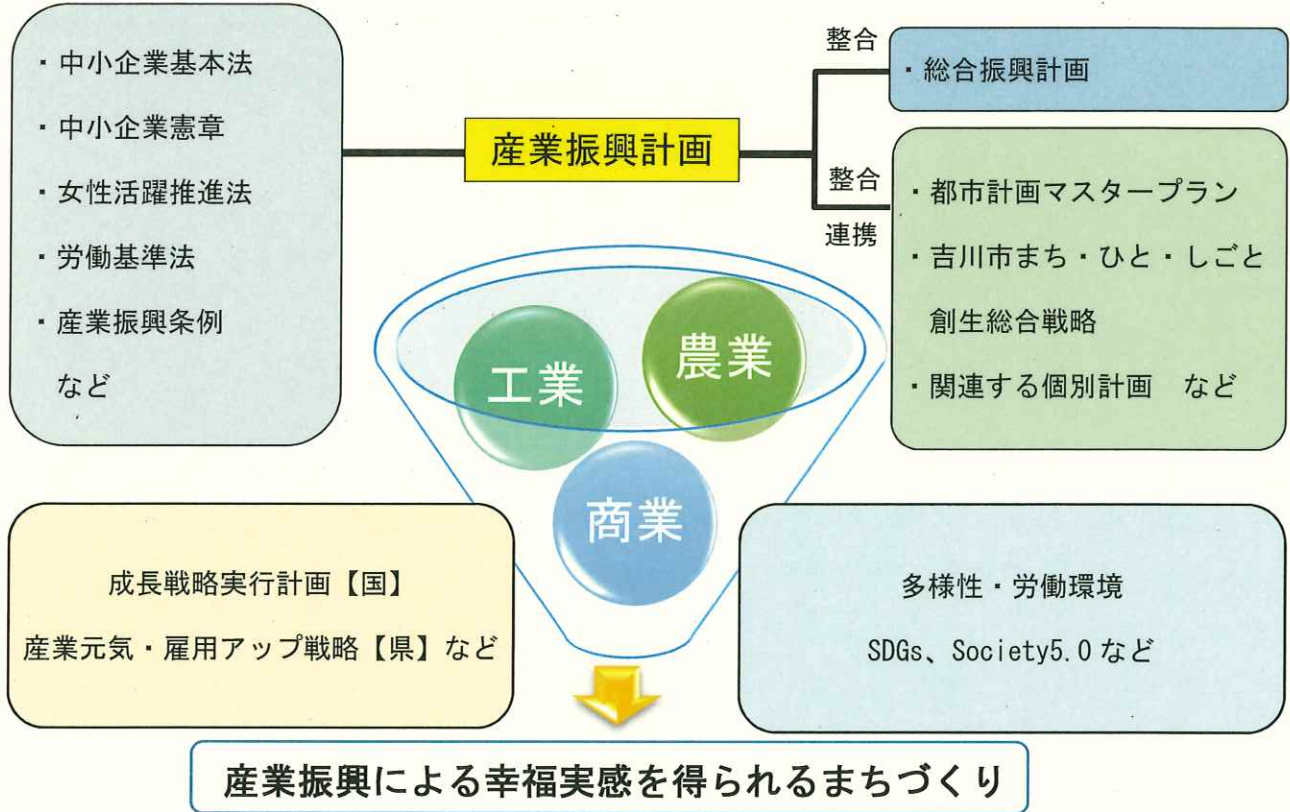 ・中小企業基本法
・中小企業憲章
・女性活躍推進法
・労働基準法
・産業振興条例
など
産業振興計画
整合
・総合振興計画
整合
連携
・都市計画マスタープラン
・吉川市まち・ひと・しごと
創生総合戦略
・関連する個別計画　など
工業
農業
商業
成長戦略実行計画【国】
産業元気・雇用アップ戦略【県】など
多様性・労働環境
SDGs、Society5.0 など
産業振興による幸福実感を得られるまちづくり